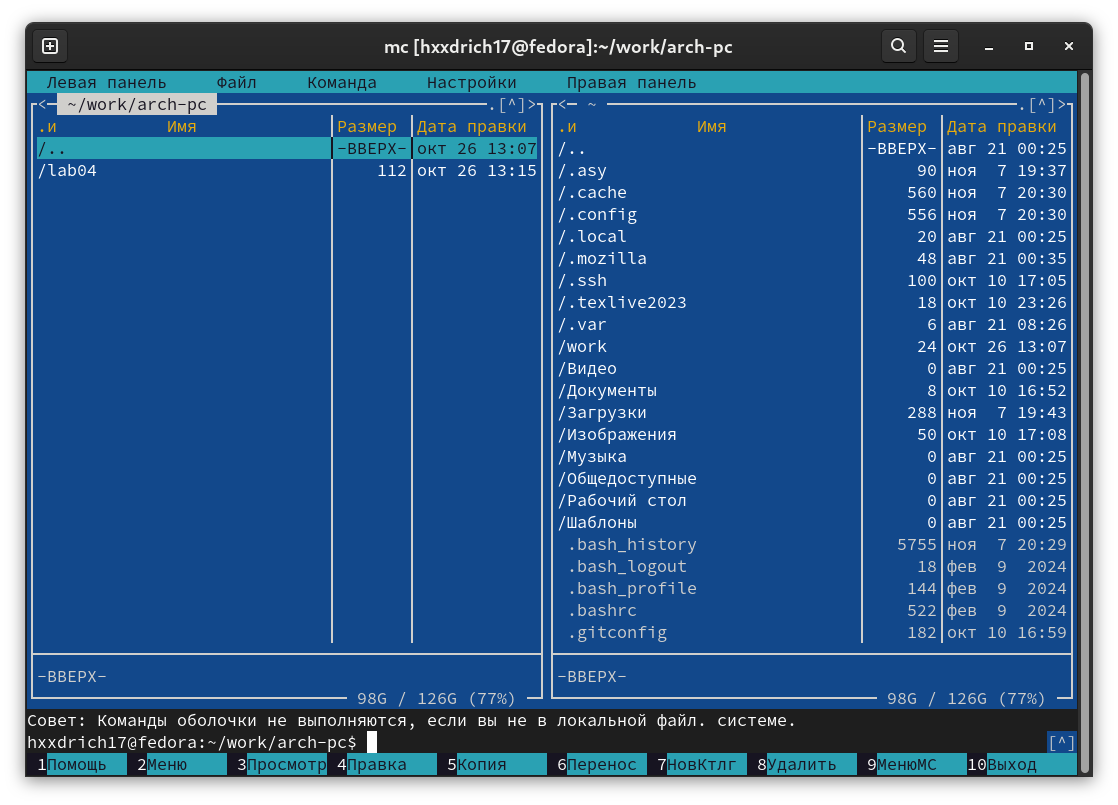 mc [hxxdrich17@fedora]:~/work/arch-pc
Левая панель Файл Команда Настройки Правая панель
<─ ~/work/arch-pc .[^]> <─ ~ .[^]>
.и Имя Размер Дата правки .и Имя Размер Дата правки
/.. -ВВЕРХ- окт 26 13:07 /.. -ВВЕРХ- авг 21 00:25
/lab04 112 окт 26 13:15 /.asy 90 ноя 7 19:37
/.cache 560 ноя 7 20:30
/.config 556 ноя 7 20:30
/.local 20 авг 21 00:25
/.mozilla 48 авг 21 00:35
/.ssh 100 окт 10 17:05
/.texlive2023 18 окт 10 23:26
/.var 6 авг 21 08:26
/work 24 окт 26 13:07
/Видео 0 авг 21 00:25
/Документы 8 окт 10 16:52
/Загрузки 288 ноя 7 19:43
/Изображения 50 окт 10 17:08
/Музыка 0 авг 21 00:25
/Общедоступные 0 авг 21 00:25
/Рабочий стол 0 авг 21 00:25
/Шаблоны 0 авг 21 00:25
.bash_history 5755 ноя 7 20:29
.bash_logout 18 фев 9 2024
.bash_profile 144 фев 9 2024
.bashrc 522 фев 9 2024
.gitconfig 182 окт 10 16:59
-ВВЕРХ- -ВВЕРХ-
98G / 126G (77%) 98G / 126G (77%)
Совет: Команды оболочки не выполняются, если вы не в локальной файл. системе.
hxxdrich17@fedora:~/work/arch-pc$ [^]
1Помощь 2Меню 3Просмотр 4Правка 5Копия 6Перенос 7НовКтлг 8Удалить 9МенюМС 10Выход